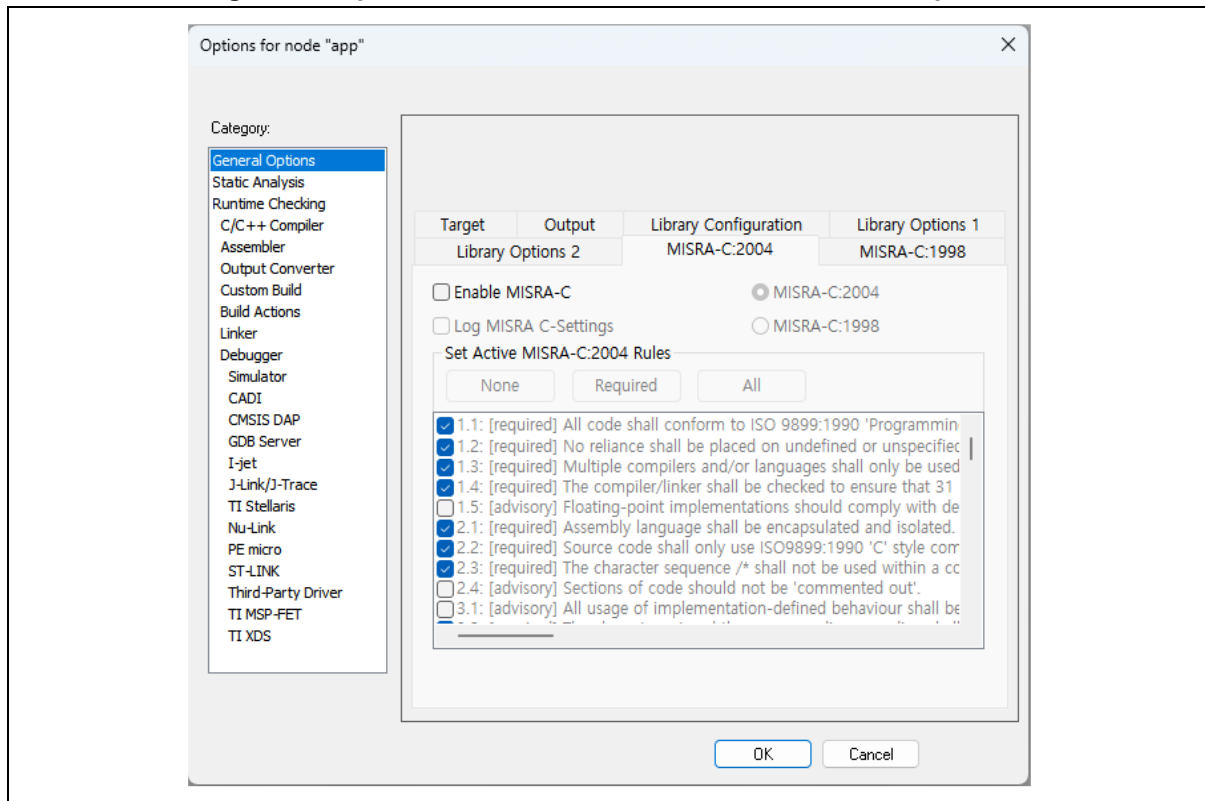 Options for node "app"
Category:
General Options
Static Analysis
Runtime Checking
C/C++ Compiler
Assembler
Output Converter
Custom Build
Build Actions
Linker
Debugger
Simulator
CADI
CMSIS DAP
GDB Server
I-jet
J-Link/J-Trace
TI Stellaris
Nu-Link
PE micro
ST-LINK
Third-Party Driver
TI MSP-FET
TI XDS
Target Output Library Configuration Library Options 1
Library Options 2 MISRA-C:2004 MISRA-C:1998
Enable MISRA-C MISRA-C:2004
Log MISRA C-Settings MISRA-C:1998
Set Active MISRA-C:2004 Rules
None Required All
1.1: [required] All code shall conform to ISO 9899:1990 'Programmin
1.2: [required] No reliance shall be placed on undefined or unspecified
1.3: [required] Multiple compilers and/or languages shall only be used
1.4: [required] The compiler/linker shall be checked to ensure that 31
1.5: [advisory] Floating-point implementations should comply with de
2.1: [required] Assembly language shall be encapsulated and isolated.
2.2: [required] Source code shall only use ISO9899:1990 'C' style com
2.3: [required] The character sequence /* shall not be used within a cc
2.4: [advisory] Sections of code should not be 'commented out'.
3.1: [advisory] All usage of implementation-defined behaviour shall be
OK Cancel